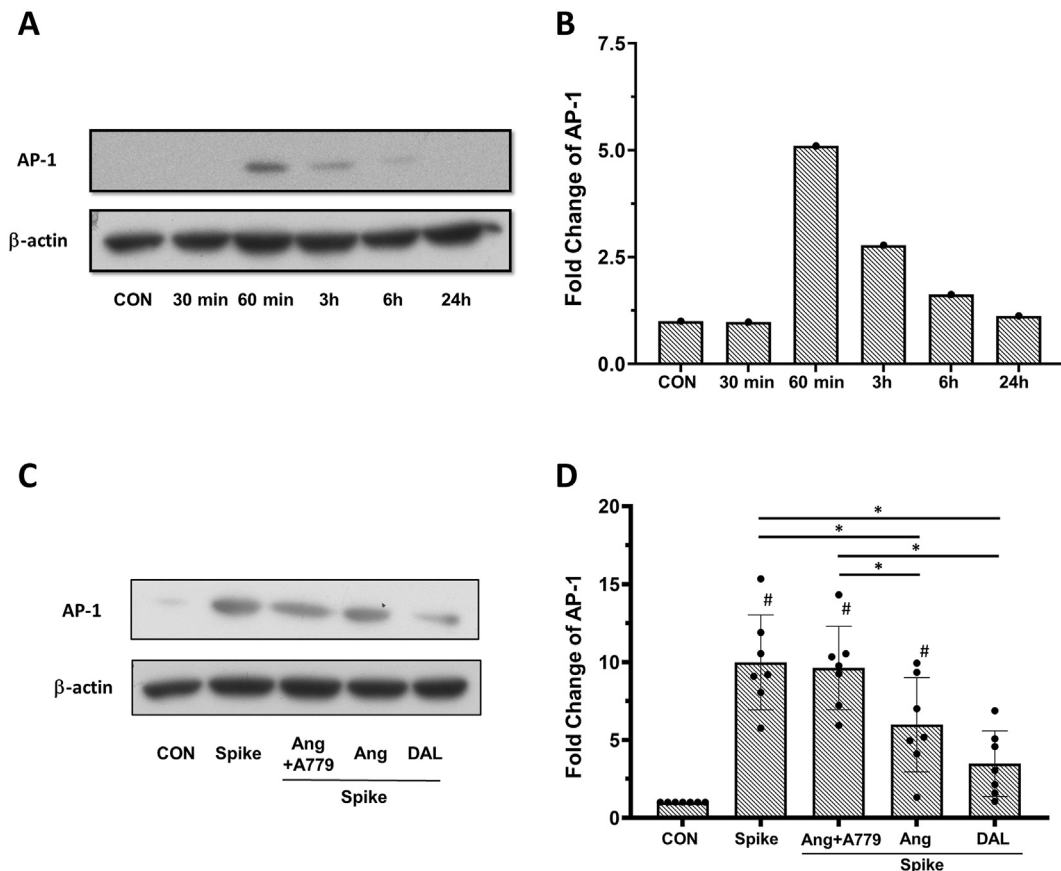 A
AP-1
β-actin
CON 30 min 60 min 3h 6h 24h
B
Fold Change of AP-1
7.5
5.0
2.5
0.0
CON 30 min 60 min 3h 6h 24h
C
AP-1
β-actin
CON Spike Ang Ang DAL
+A779
Spike
D
Fold Change of AP-1
20
15
10
5
0
*
*
*
*
# # #
CON Spike Ang+A779 Ang DAL
Spike